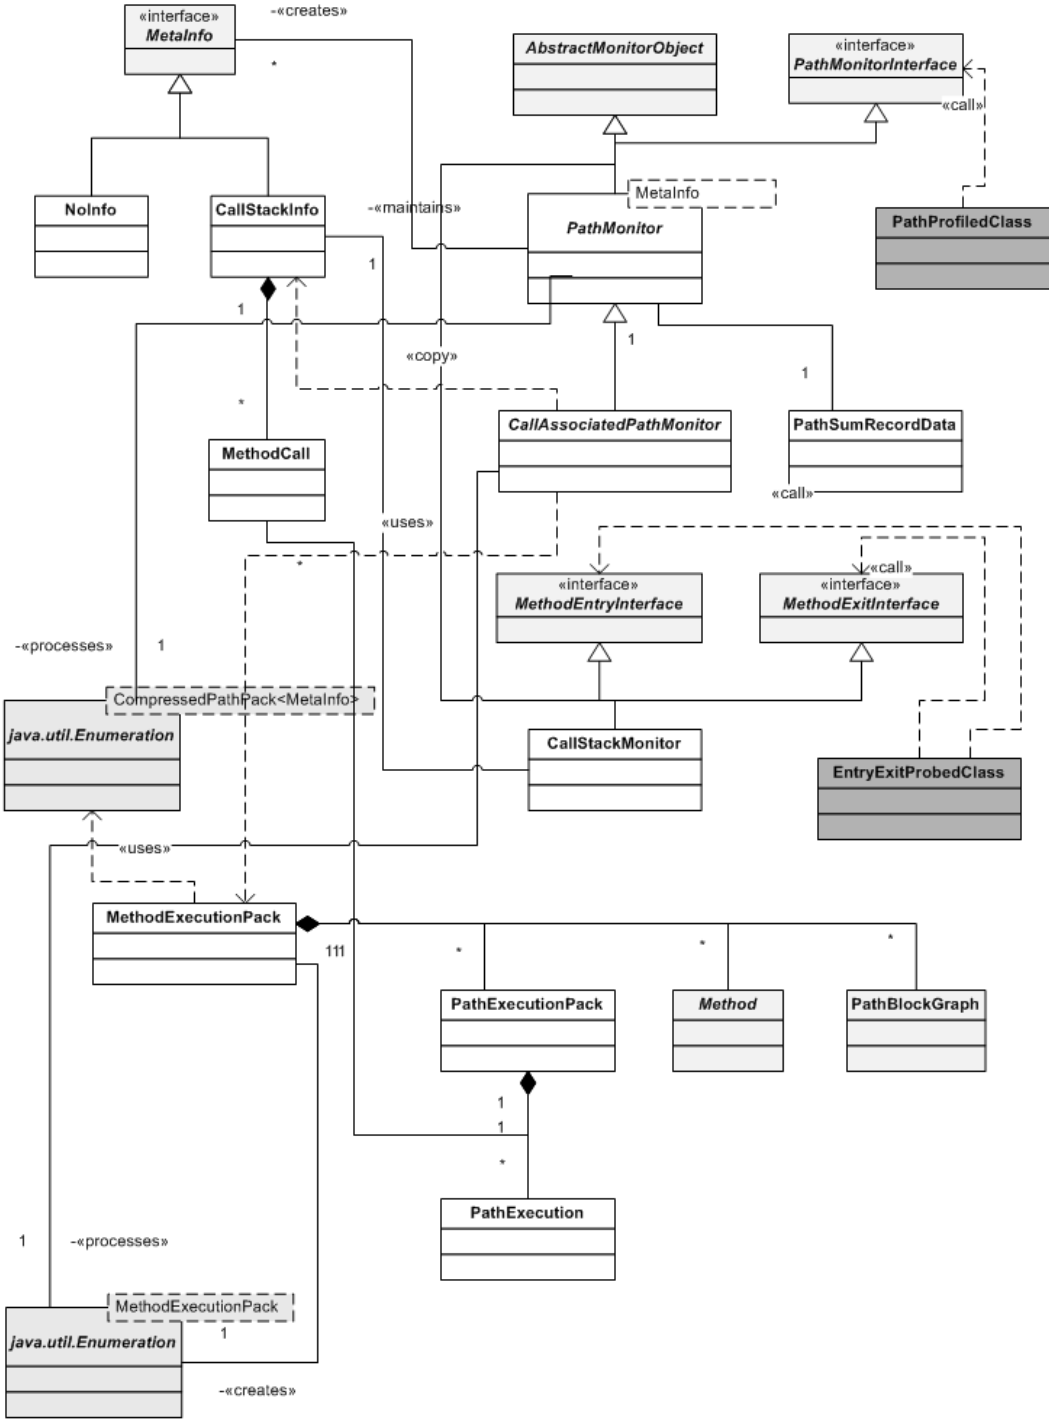 «interface»
MetaInfo
-«creates»
*
AbstractMonitorObject
«interface»
PathMonitorInterface
«call»
NoInfo
CallStackInfo
-«maintains»
MetaInfo
PathMonitor
PathProfiledClass
1
1
1
«copy»
1
*
CallAssociatedPathMonitor
PathSumRecordData
MethodCall
«call»
«uses»
*
«call»
«interface»
MethodEntryInterface
«interface»
MethodExitInterface
-«processes»
1
CompressedPathPack<MetaInfo>
java.util.Enumeration
CallStackMonitor
EntryExitProbedClass
«uses»
MethodExecutionPack
111
*
*
*
PathExecutionPack
Method
PathBlockGraph
1
1
*
PathExecution
1
-«processes»
MethodExecutionPack
1
java.util.Enumeration
-«creates»